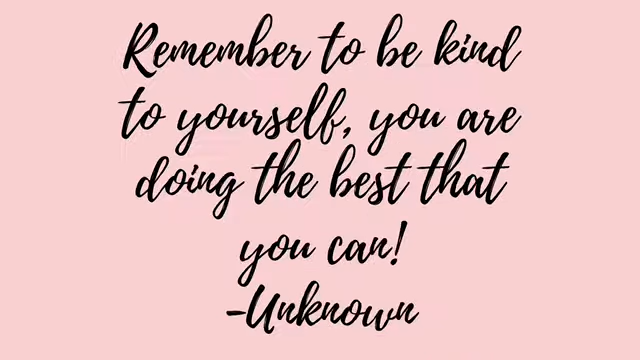 Remember to be kind
to yourself, you are
doing the best that
you can!
-Unknown